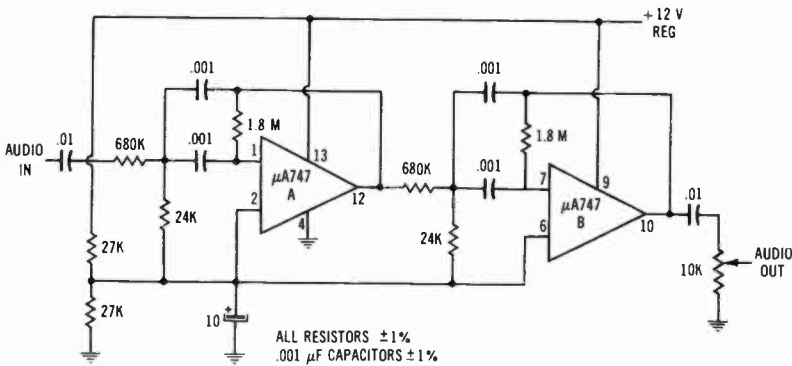 +12 V
REG
.001
.001
1.8 M
1.8 M
.01
680K
.001
1
13
AUDIO
IN
μA747
A
12
680K
.001
7
9
μA747
B
10
.01
2
4
24K
24K
6
27K
10K
AUDIO
OUT
27K
+
10
ALL RESISTORS ±1%
.001 μF CAPACITORS ±1%